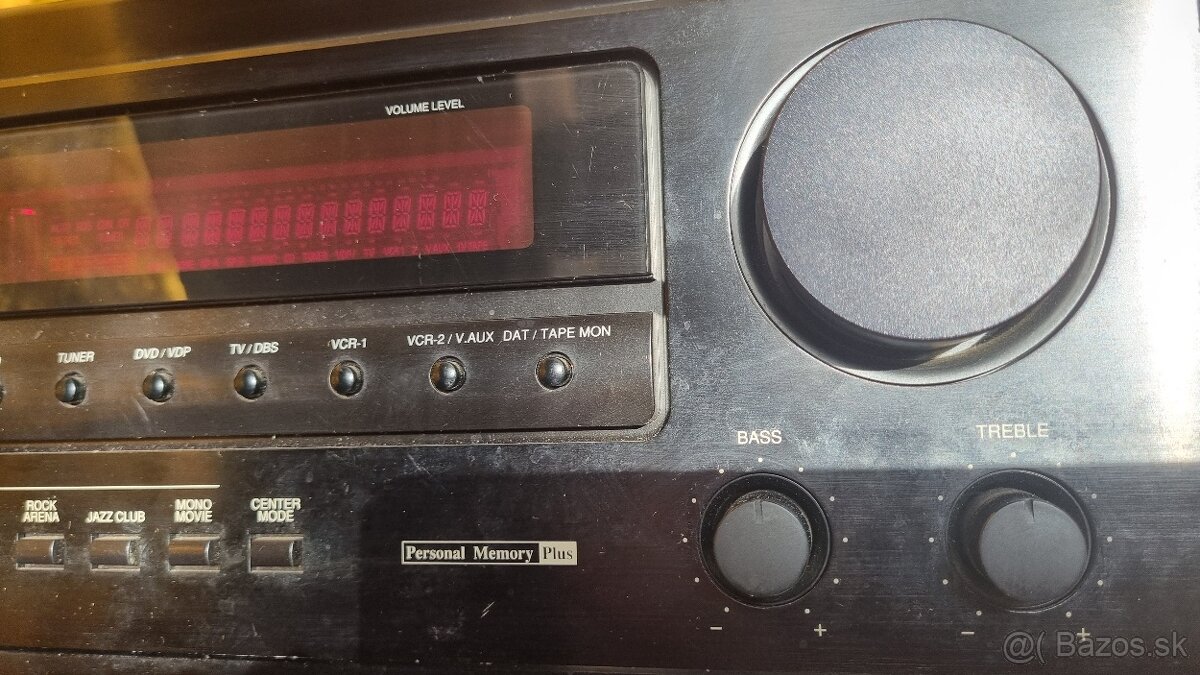 VOLUME LEVEL
V.AUX
TUNER DVD / VDP TV / DBS VCR-1 VCR-2 / V.AUX DAT / TAPE MON
BASS TREBLE
ROCK ARENA JAZZ CLUB MONO MOVIE CENTER MODE
Personal Memory Plus
− + − +
@( Bazos.sk